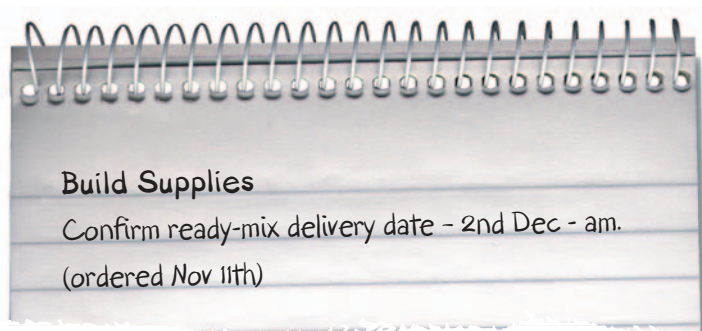 Build Supplies
Confirm ready-mix delivery date - 2nd Dec - am.
(ordered Nov 11th)